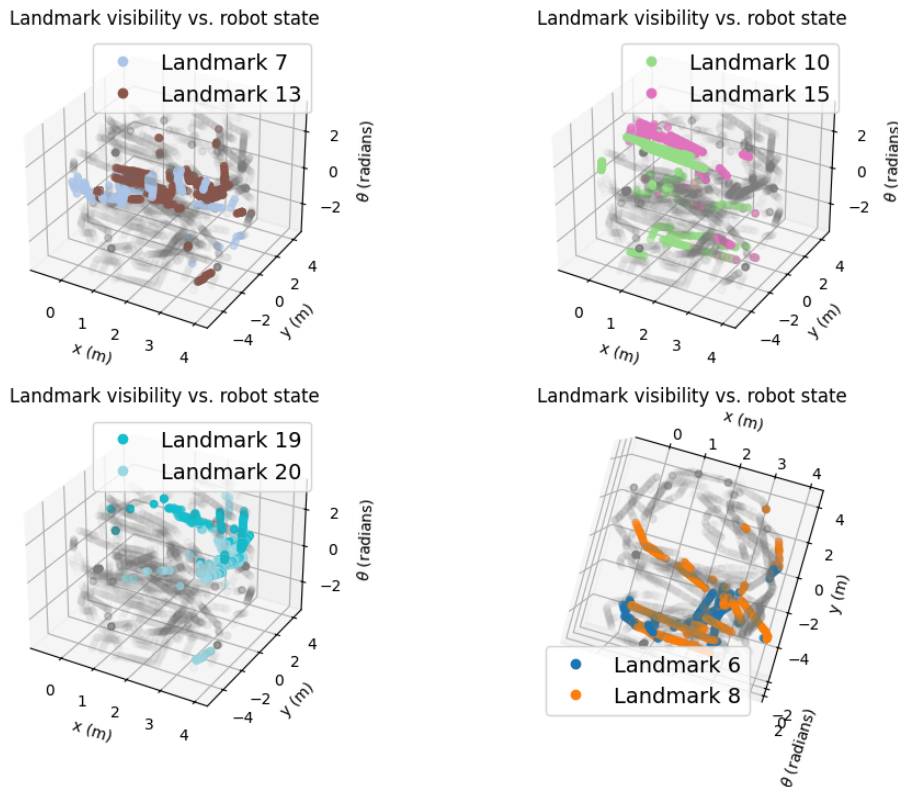 Landmark visibility vs. robot state
Landmark 7
Landmark 13
2
0
−2
θ (radians)
0
1
2
3
4
x (m)
−4
−2
0
2
4
y (m)
Landmark visibility vs. robot state
Landmark 10
Landmark 15
2
0
−2
θ (radians)
0
1
2
3
4
x (m)
−4
−2
0
2
4
y (m)
Landmark visibility vs. robot state
Landmark 19
Landmark 20
2
0
−2
θ (radians)
0
1
2
3
4
x (m)
−4
−2
0
2
4
y (m)
Landmark visibility vs. robot state
x (m)
0
1
2
3
4
4
2
0
−2
−4
y (m)
Landmark 6
Landmark 8
−2
0
2
θ (radians)